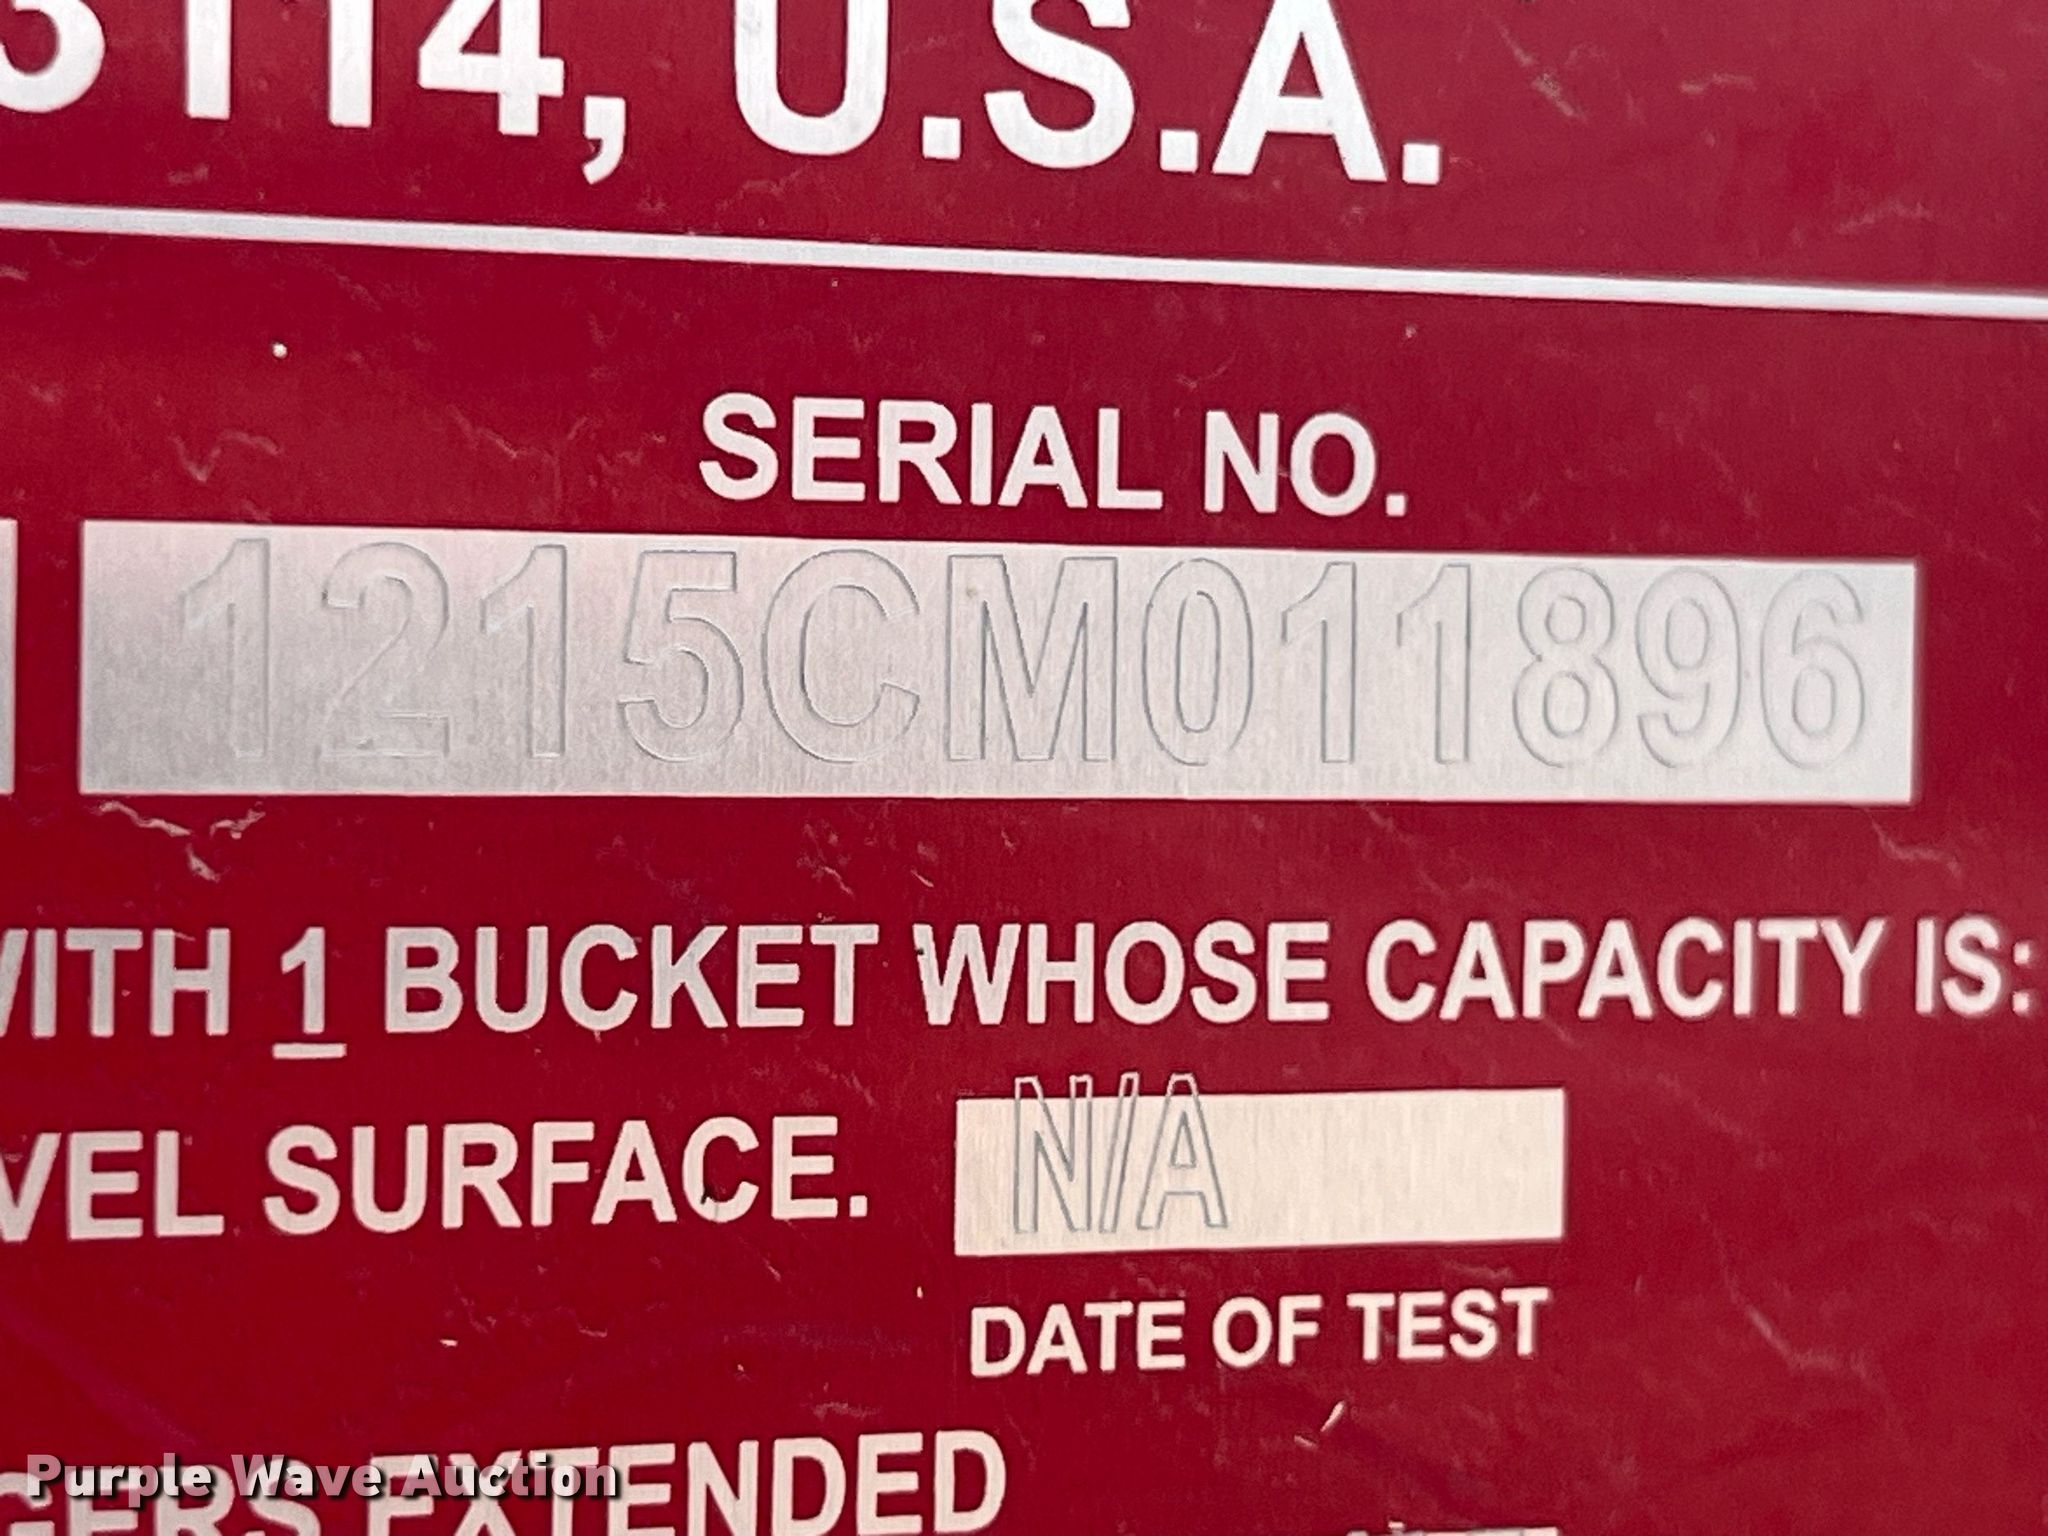 3114, U.S.A.
SERIAL NO.
1215CM011896
WITH 1 BUCKET WHOSE CAPACITY IS:
VEL SURFACE.
N/A
DATE OF TEST
GERS EXTENDED
Purple Wave Auction